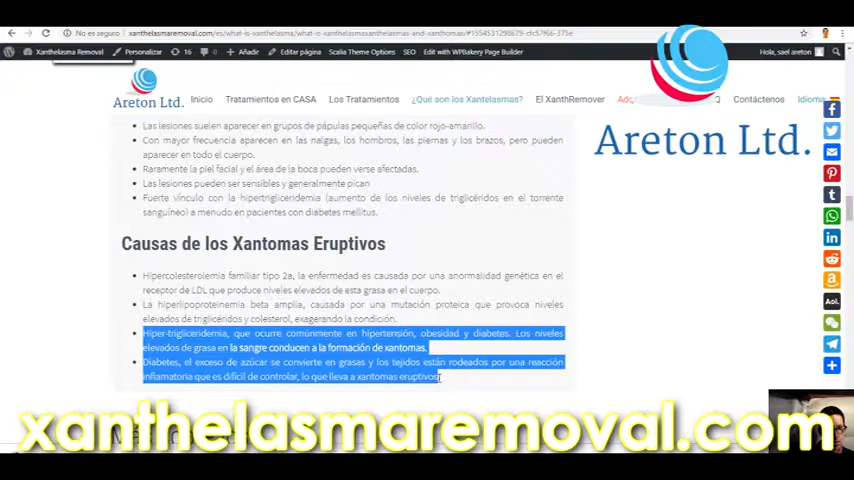 No es seguro xanthelasmaremoval.com/es/what-is-xanthelasma/what-is-xanthelasmaxanthelasmas-and-xanthomas/#1554531298679-cfc57f66-375e
Xanthelasma Removal Personalizar 16 Añadir Editar página Scalia Theme Options SEO Edit with WPBakery Page Builder Hola, sael areton
Areton Ltd. Inicio Tratamientos en CASA Los Tratamientos ¿Qué son los Xantelasmas? El XanthRemover Contáctenos Idioma
Areton Ltd.
Las lesiones suelen aparecer en grupos de pápulas pequeñas de color rojo-amarillo.
Con mayor frecuencia aparecen en las nalgas, los hombros, las piernas y los brazos, pero pueden
aparecer en todo el cuerpo.
Raramente la piel facial y el área de la boca pueden verse afectadas.
Las lesiones pueden ser sensibles y generalmente pican
Fuerte vínculo con la hipertrigliceridemia (aumento de los niveles de triglicéridos en el torrente
sanguíneo) a menudo en pacientes con diabetes mellitus.
Causas de los Xantomas Eruptivos
Hipercolesterolemia familiar tipo 2a, la enfermedad es causada por una anormalidad genética en el
receptor de LDL que produce niveles elevados de esta grasa en el cuerpo.
La hiperlipoproteinemia beta amplia, causada por una mutación proteica que provoca niveles
elevados de triglicéridos y colesterol, exagerando la condición.
Hiper-trigliceridemia, que ocurre comúnmente en hipertensión, obesidad y diabetes. Los niveles
elevados de grasa en la sangre conducen a la formación de xantomas.
Diabetes, el exceso de azúcar se convierte en grasas y los tejidos están rodeados por una reacción
inflamatoria que es difícil de controlar, lo que lleva a xantomas eruptivos
Aol.
xanthelasmaremoval.com